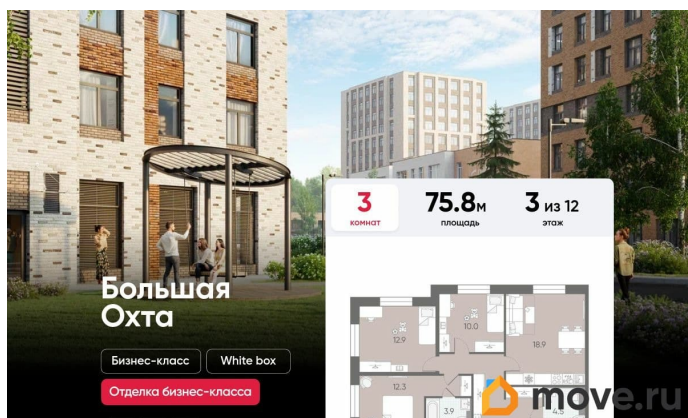 3
комнат
75.8м
площадь
3 из 12
этаж
Большая
Охта
Бизнес-класс
White box
Отделка бизнес-класса
12.9
10.0
18.9
12.3
3.9
4.5
move.ru